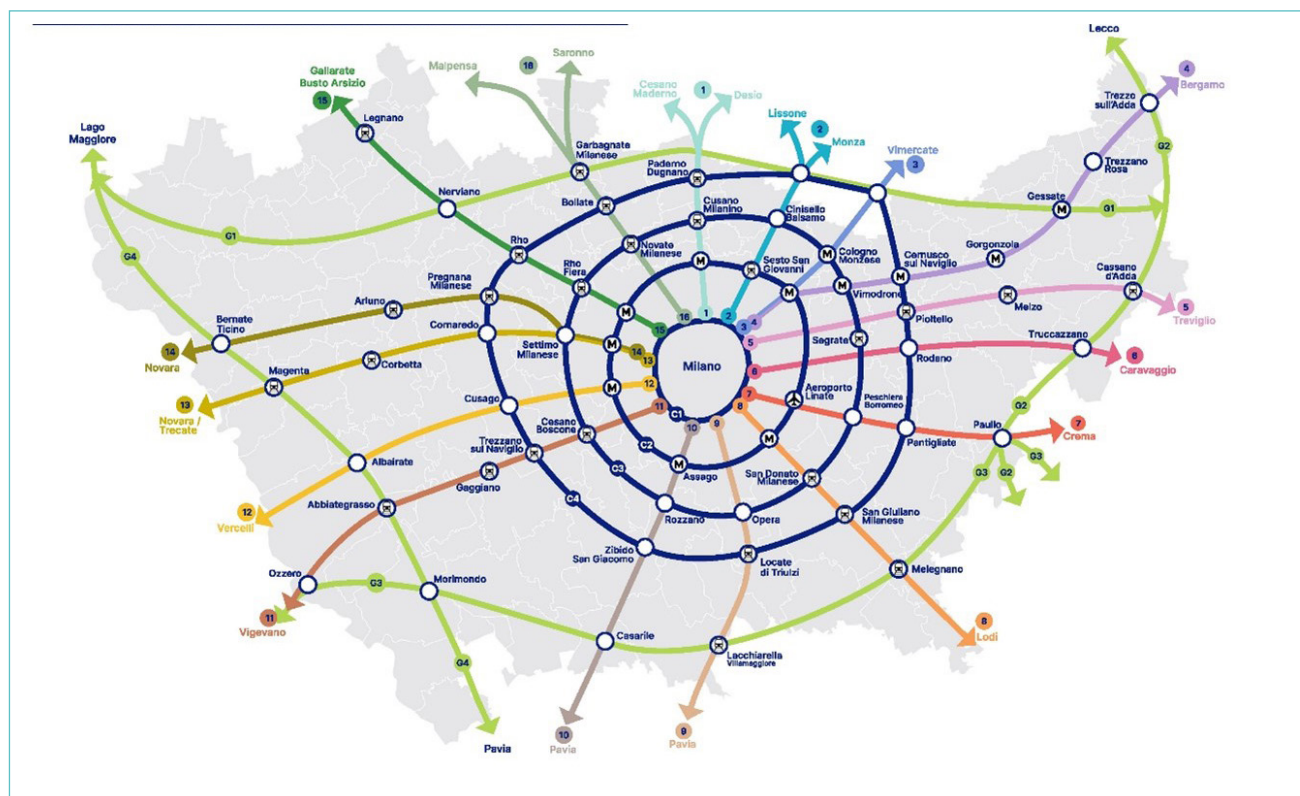 Lecco
4
Bergamo
Saronno
Malpensa
16
Gallarate
Busto Arsizio
15
Cesano
Maderno
1
Desio
Lissone
2
Monza
Trezzo
sull'Adda
Legnano
Lago
Maggiore
Garbagnate
Milanese
Vimercate
3
G2
Paderno
Dugnano
Trezzano
Rosa
Nerviano
Bollate
Cusano
Milanino
Cinisello
Balsamo
Gessate
G1
G1
G4
Rho
Novate
Milanese
Cologno
Monzese
Gorgonzola
M
M
M
Sesto San
Giovanni
Cernusco
sul Naviglio
Cassano
d'Adda
Pregnana
Milanese
Rho
Fiera
M
M
M
Vimodrone
Melzo
5
Treviglio
Arluno
Bernate
Ticino
M
16
1
2
3
4
Pioltello
Cornaredo
Settimo
Milanese
15
5
Segrate
Truccazzano
14
Novara
M
14
13
Milano
Rodano
6
Caravaggio
Magenta
Corbetta
6
M
12
7
Aeroporto
Linate
Peschiera
Borromeo
13
Novara /
Trecate
Cusago
11
C1
8
G2
10
9
Paullo
7
Crema
Cesano
Boscone
M
Pantigliate
Trezzano
sul Naviglio
C2
Albairate
M
C3
Assago
San Donato
Milanese
G3
G2
G3
Gaggiano
C4
Abbiategrasso
12
Vercelli
Rozzano
Opera
San Giuliano
Milanese
Zibido
San Giacomo
Locate
di Triulzi
Ozzero
G3
Morimondo
Melegnano
11
Vigevano
8
Lodi
Casarile
Lacchiarella
Villamaggiore
G4
Pavia
10
Pavia
9
Pavia